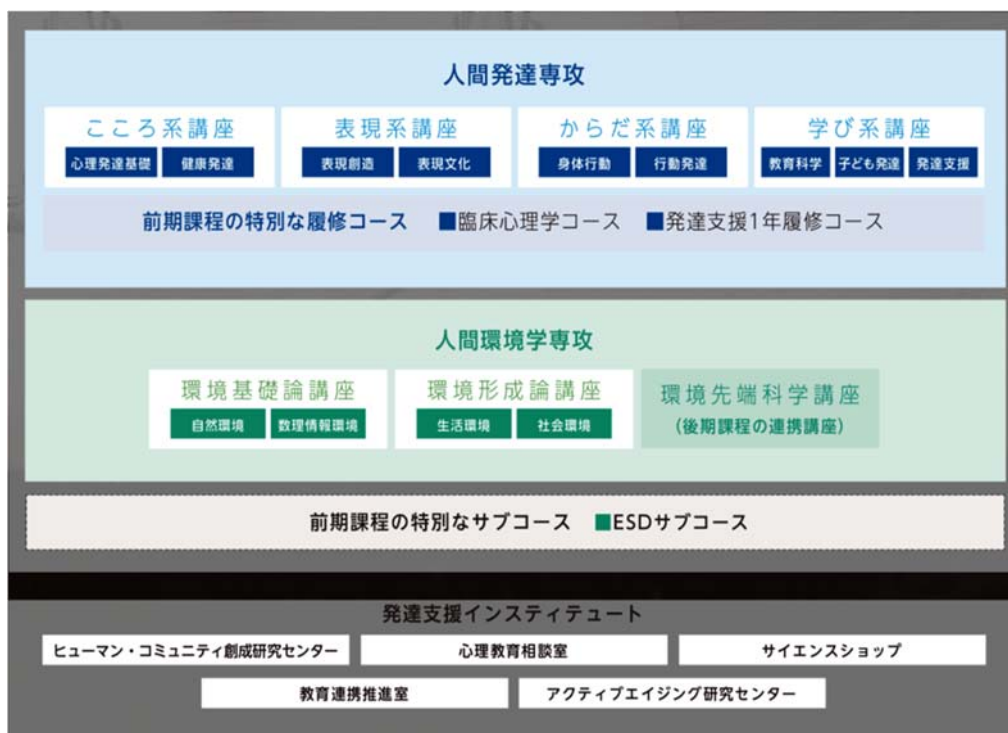 人間発達専攻
こころ系講座 表現系講座 からだ系講座 学び系講座
心理発達基礎 健康発達 表現創造 表現文化 身体行動 行動発達 教育科学 子ども発達 発達支援
前期課程の特別な履修コース ■臨床心理学コース ■発達支援1年履修コース
人間環境学専攻
環境基礎論講座 環境形成論講座 環境先端科学講座
自然環境 数理情報環境 生活環境 社会環境 (後期課程の連携講座)
前期課程の特別なサブコース ■ESDサブコース
発達支援インスティテュート
ヒューマン・コミュニティ創成研究センター 心理教育相談室 サイエンスショップ
教育連携推進室 アクティブエイジング研究センター